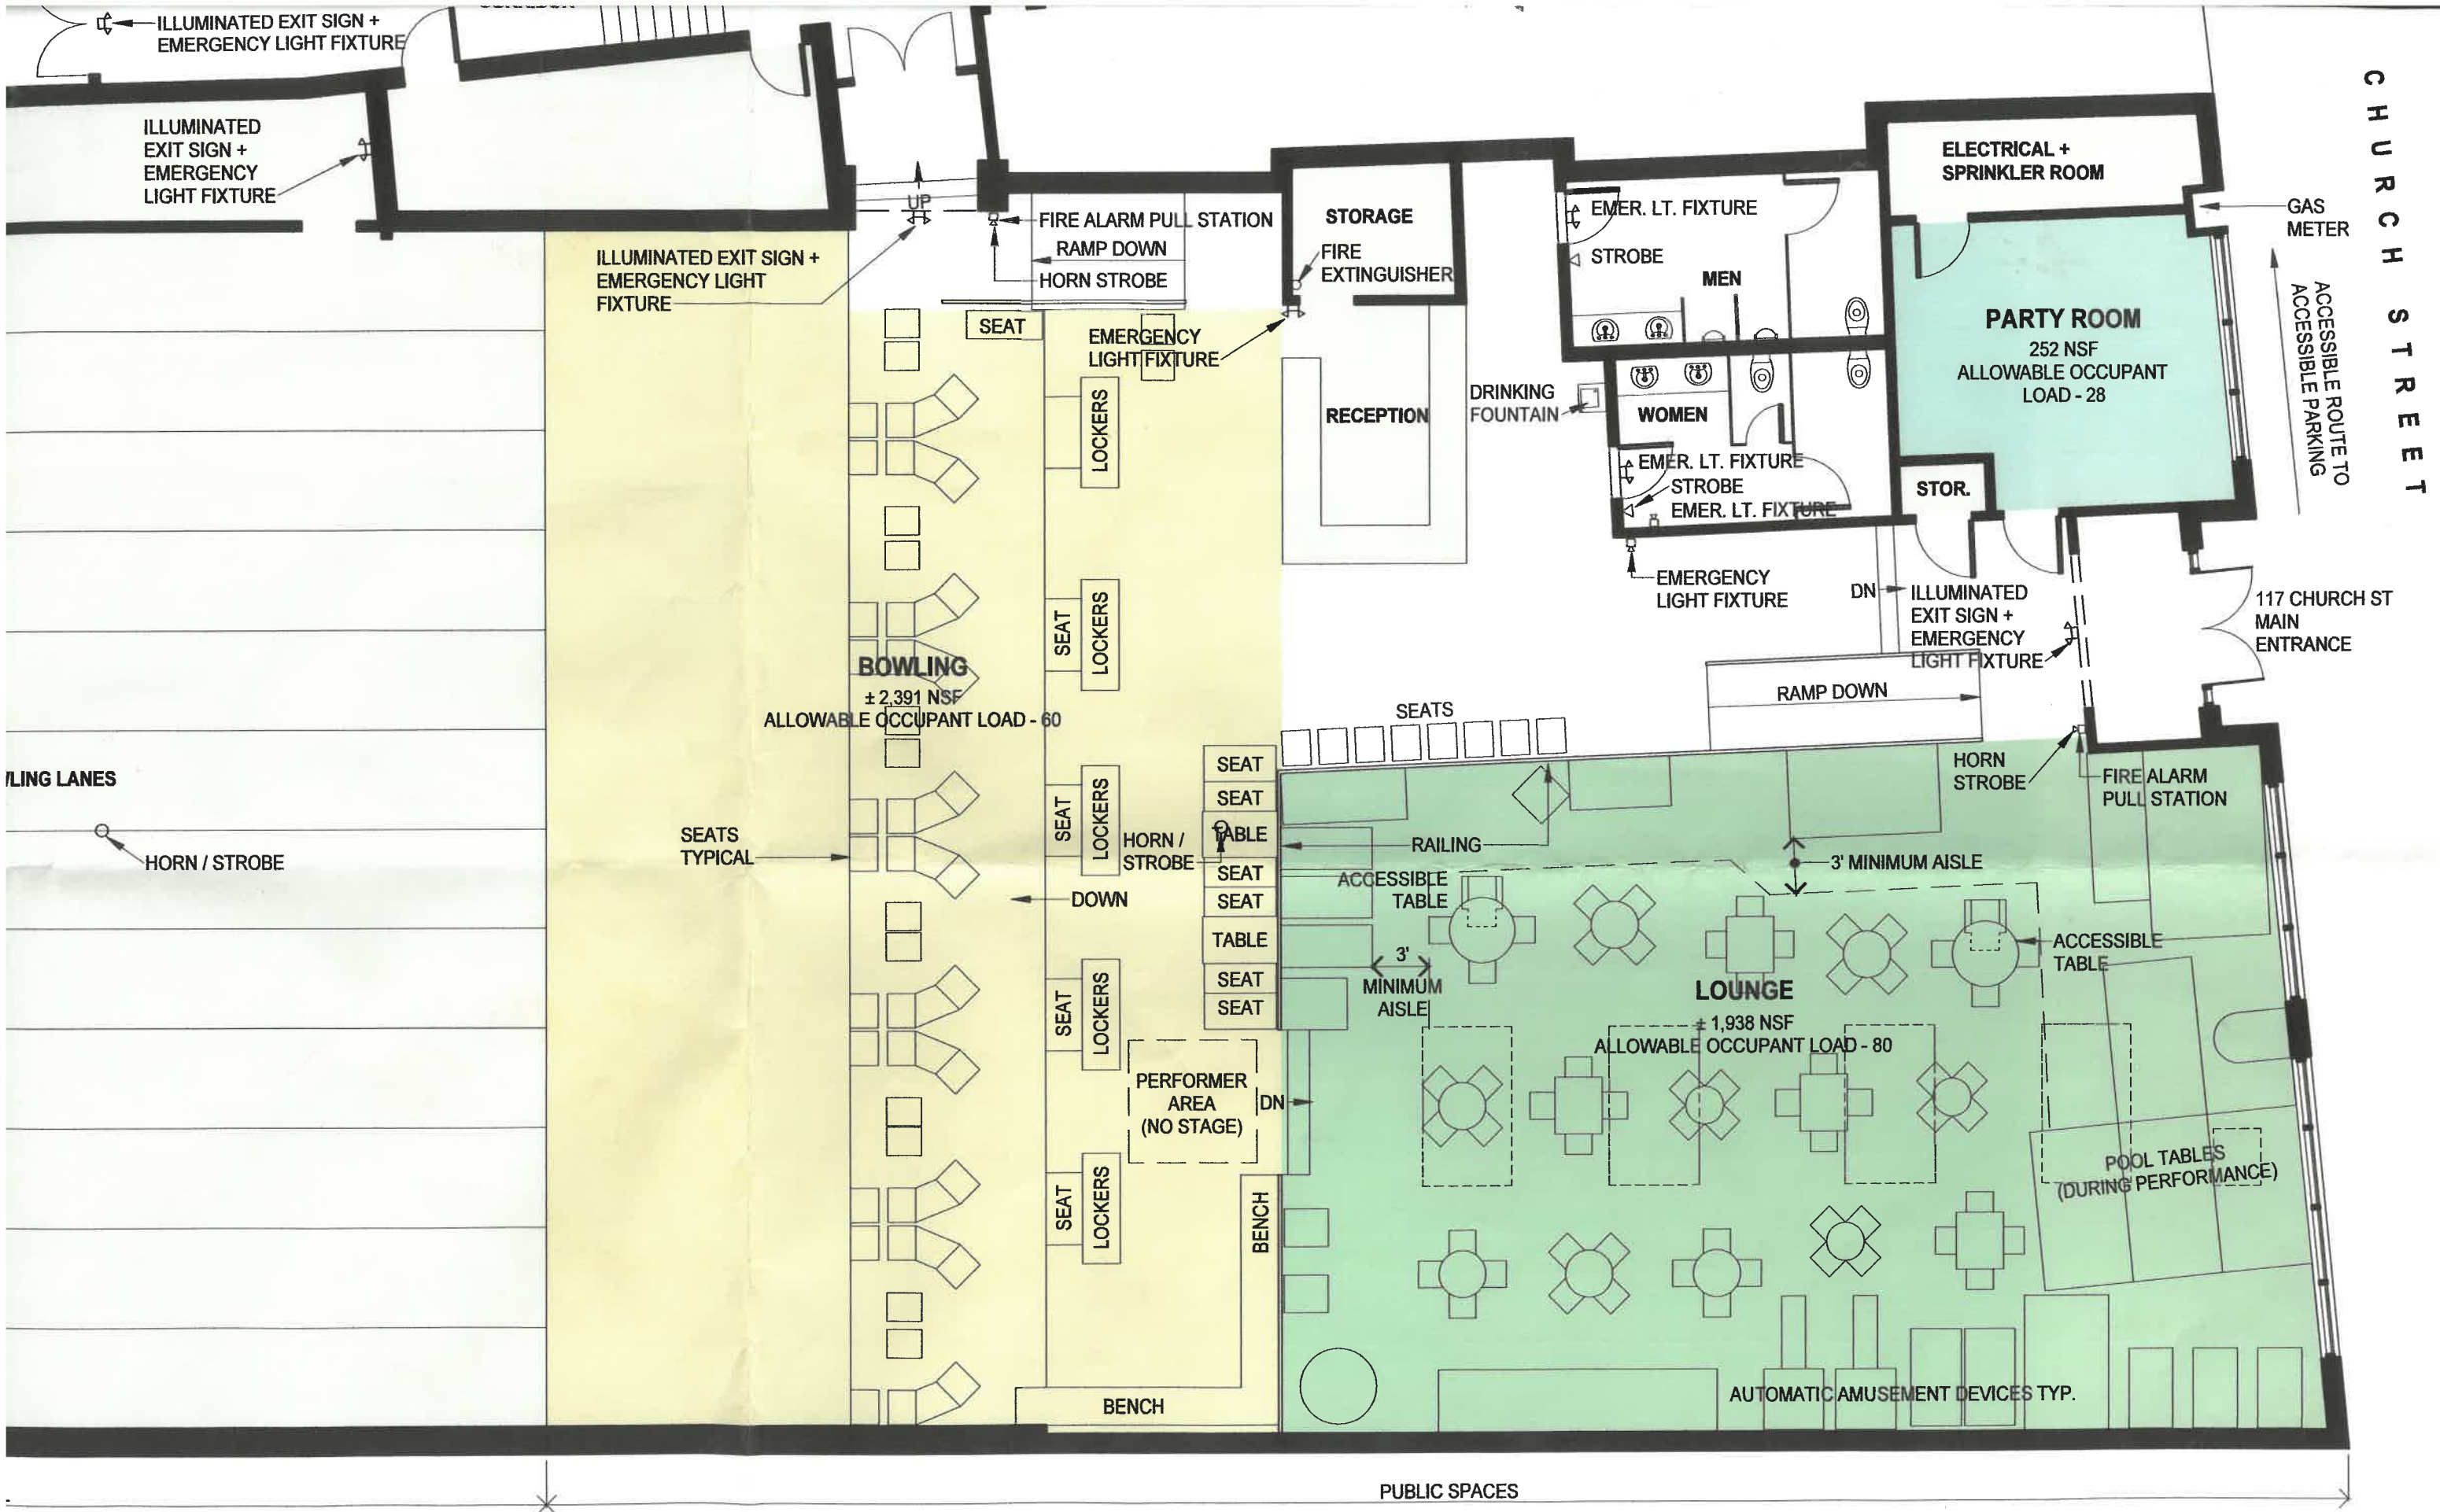 ILLUMINATED EXIT SIGN +
EMERGENCY LIGHT FIXTURE
ILLUMINATED
EXIT SIGN +
EMERGENCY
LIGHT FIXTURE
UP
FIRE ALARM PULL STATION
RAMP DOWN
HORN STROBE
ILLUMINATED EXIT SIGN +
EMERGENCY LIGHT
FIXTURE
STORAGE
FIRE
EXTINGUISHER
EMERGENCY
LIGHT FIXTURE
RECEPTION
EMER. LT. FIXTURE
STROBE
MEN
DRINKING
FOUNTAIN
WOMEN
EMER. LT. FIXTURE
STROBE
EMER. LT. FIXTURE
EMERGENCY
LIGHT FIXTURE
ELECTRICAL +
SPRINKLER ROOM
GAS
METER
PARTY ROOM
252 NSF
ALLOWABLE OCCUPANT
LOAD - 28
STOR.
CHURCH STREET
ACCESSIBLE ROUTE TO
ACCESSIBLE PARKING
DN
ILLUMINATED
EXIT SIGN +
EMERGENCY
LIGHT FIXTURE
117 CHURCH ST
MAIN
ENTRANCE
RAMP DOWN
SEATS
HORN
STROBE
FIRE ALARM
PULL STATION
SEAT
LOCKERS
SEAT
LOCKERS
BOWLING
± 2,391 NSF
ALLOWABLE OCCUPANT LOAD - 60
LING LANES
HORN / STROBE
SEATS
TYPICAL
SEAT
LOCKERS
DOWN
HORN /
STROBE
SEAT
SEAT
TABLE
SEAT
SEAT
TABLE
SEAT
SEAT
SEAT
LOCKERS
SEAT
LOCKERS
PERFORMER
AREA
(NO STAGE)
DN
BENCH
BENCH
RAILING
ACCESSIBLE
TABLE
3' MINIMUM AISLE
3'
MINIMUM
AISLE
ACCESSIBLE
TABLE
LOUNGE
± 1,938 NSF
ALLOWABLE OCCUPANT LOAD - 80
POOL TABLES
(DURING PERFORMANCE)
AUTOMATIC AMUSEMENT DEVICES TYP.
PUBLIC SPACES